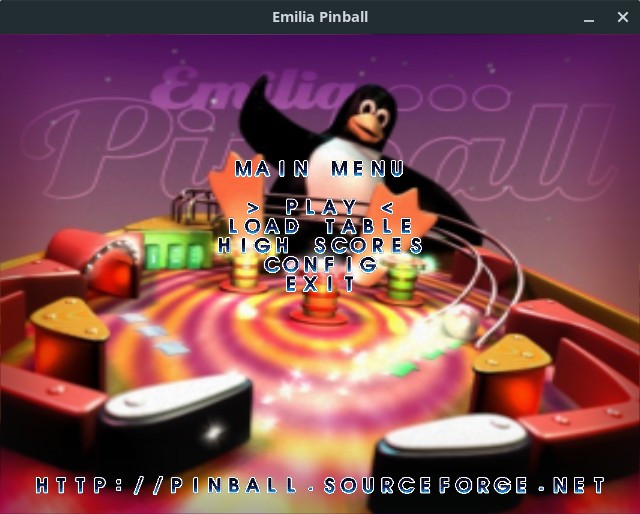 Emilia Pinball
Emilia
Pinball
MAIN MENU
> PLAY <
LOAD TABLE
HIGH SCORES
CONFIG
EXIT
HTTP://PINBALL.SOURCEFORGE.NET